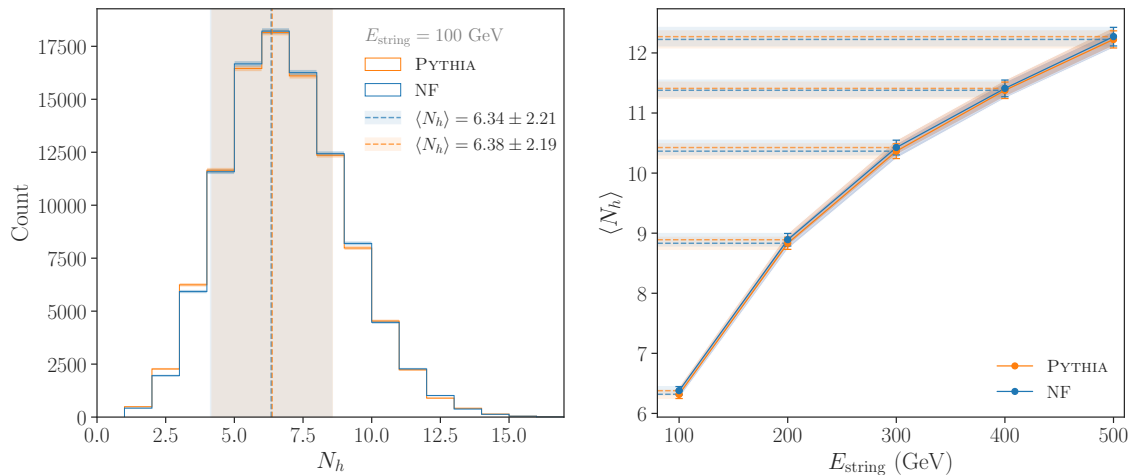 E_string = 100 GeV
PYTHIA
NF
⟨N_h⟩ = 6.34 ± 2.21
⟨N_h⟩ = 6.38 ± 2.19
Count
17500
15000
12500
10000
7500
5000
2500
0
0.0 2.5 5.0 7.5 10.0 12.5 15.0
N_h
⟨N_h⟩
12
11
10
9
8
7
6
PYTHIA
NF
100 200 300 400 500
E_string (GeV)